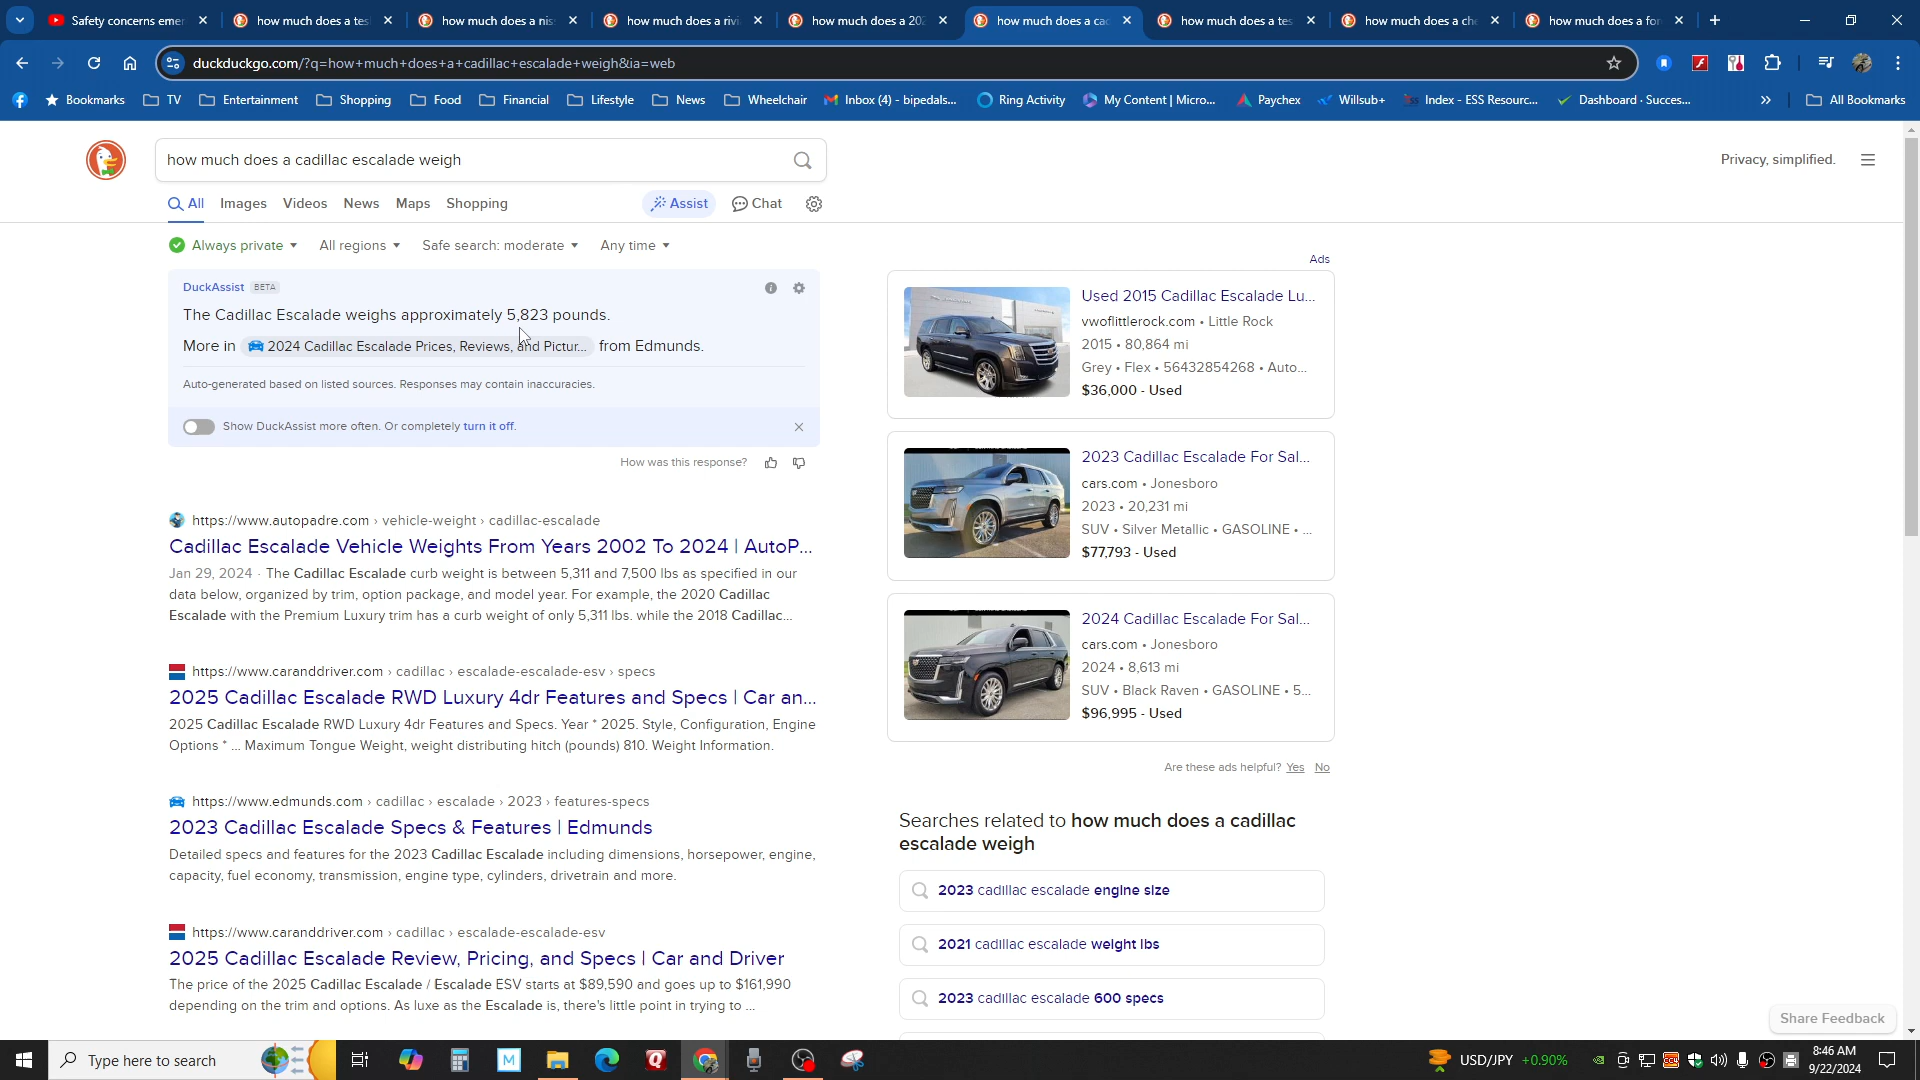 Safety concerns emer
how much does a tes
how much does a nis
how much does a rivi
how much does a 202
how much does a cad
how much does a tes
how much does a che
how much does a for
duckduckgo.com/?q=how+much+does+a+cadillac+escalade+weigh&ia=web
Bookmarks
TV
Entertainment
Shopping
Food
Financial
Lifestyle
News
Wheelchair
Inbox (4) - bipedals...
Ring Activity
My Content | Micro...
Paychex
Willsub+
Index - ESS Resourc...
Dashboard · Succes...
»
All Bookmarks
how much does a cadillac escalade weigh
Privacy, simplified.
All
Images
Videos
News
Maps
Shopping
Assist
Chat
Always private
All regions
Safe search: moderate
Any time
DuckAssist BETA
The Cadillac Escalade weighs approximately 5,823 pounds.
More in 2024 Cadillac Escalade Prices, Reviews, and Pictur... from Edmunds.
Auto-generated based on listed sources. Responses may contain inaccuracies.
Show DuckAssist more often. Or completely turn it off.
How was this response?
https://www.autopadre.com › vehicle-weight › cadillac-escalade
Cadillac Escalade Vehicle Weights From Years 2002 To 2024 | AutoP...
Jan 29, 2024 · The Cadillac Escalade curb weight is between 5,311 and 7,500 lbs as specified in our
data below, organized by trim, option package, and model year. For example, the 2020 Cadillac
Escalade with the Premium Luxury trim has a curb weight of only 5,311 lbs. while the 2018 Cadillac...
https://www.caranddriver.com › cadillac › escalade-escalade-esv › specs
2025 Cadillac Escalade RWD Luxury 4dr Features and Specs | Car an...
2025 Cadillac Escalade RWD Luxury 4dr Features and Specs. Year * 2025. Style, Configuration, Engine
Options * ... Maximum Tongue Weight, weight distributing hitch (pounds) 810. Weight Information.
https://www.edmunds.com › cadillac › escalade › 2023 › features-specs
2023 Cadillac Escalade Specs & Features | Edmunds
Detailed specs and features for the 2023 Cadillac Escalade including dimensions, horsepower, engine,
capacity, fuel economy, transmission, engine type, cylinders, drivetrain and more.
https://www.caranddriver.com › cadillac › escalade-escalade-esv
2025 Cadillac Escalade Review, Pricing, and Specs | Car and Driver
The price of the 2025 Cadillac Escalade / Escalade ESV starts at $89,590 and goes up to $161,990
depending on the trim and options. As luxe as the Escalade is, there's little point in trying to ...
Ads
Used 2015 Cadillac Escalade Lu...
vwoflittlerock.com • Little Rock
2015 • 80,864 mi
Grey • Flex • 56432854268 • Auto...
$36,000 - Used
2023 Cadillac Escalade For Sal...
cars.com • Jonesboro
2023 • 20,231 mi
SUV • Silver Metallic • GASOLINE • ...
$77,793 - Used
2024 Cadillac Escalade For Sal...
cars.com • Jonesboro
2024 • 8,613 mi
SUV • Black Raven • GASOLINE • 5...
$96,995 - Used
Are these ads helpful? Yes No
Searches related to how much does a cadillac
escalade weigh
2023 cadillac escalade engine size
2021 cadillac escalade weight lbs
2023 cadillac escalade 600 specs
Share Feedback
Type here to search
USD/JPY +0.90%
8:46 AM
9/22/2024